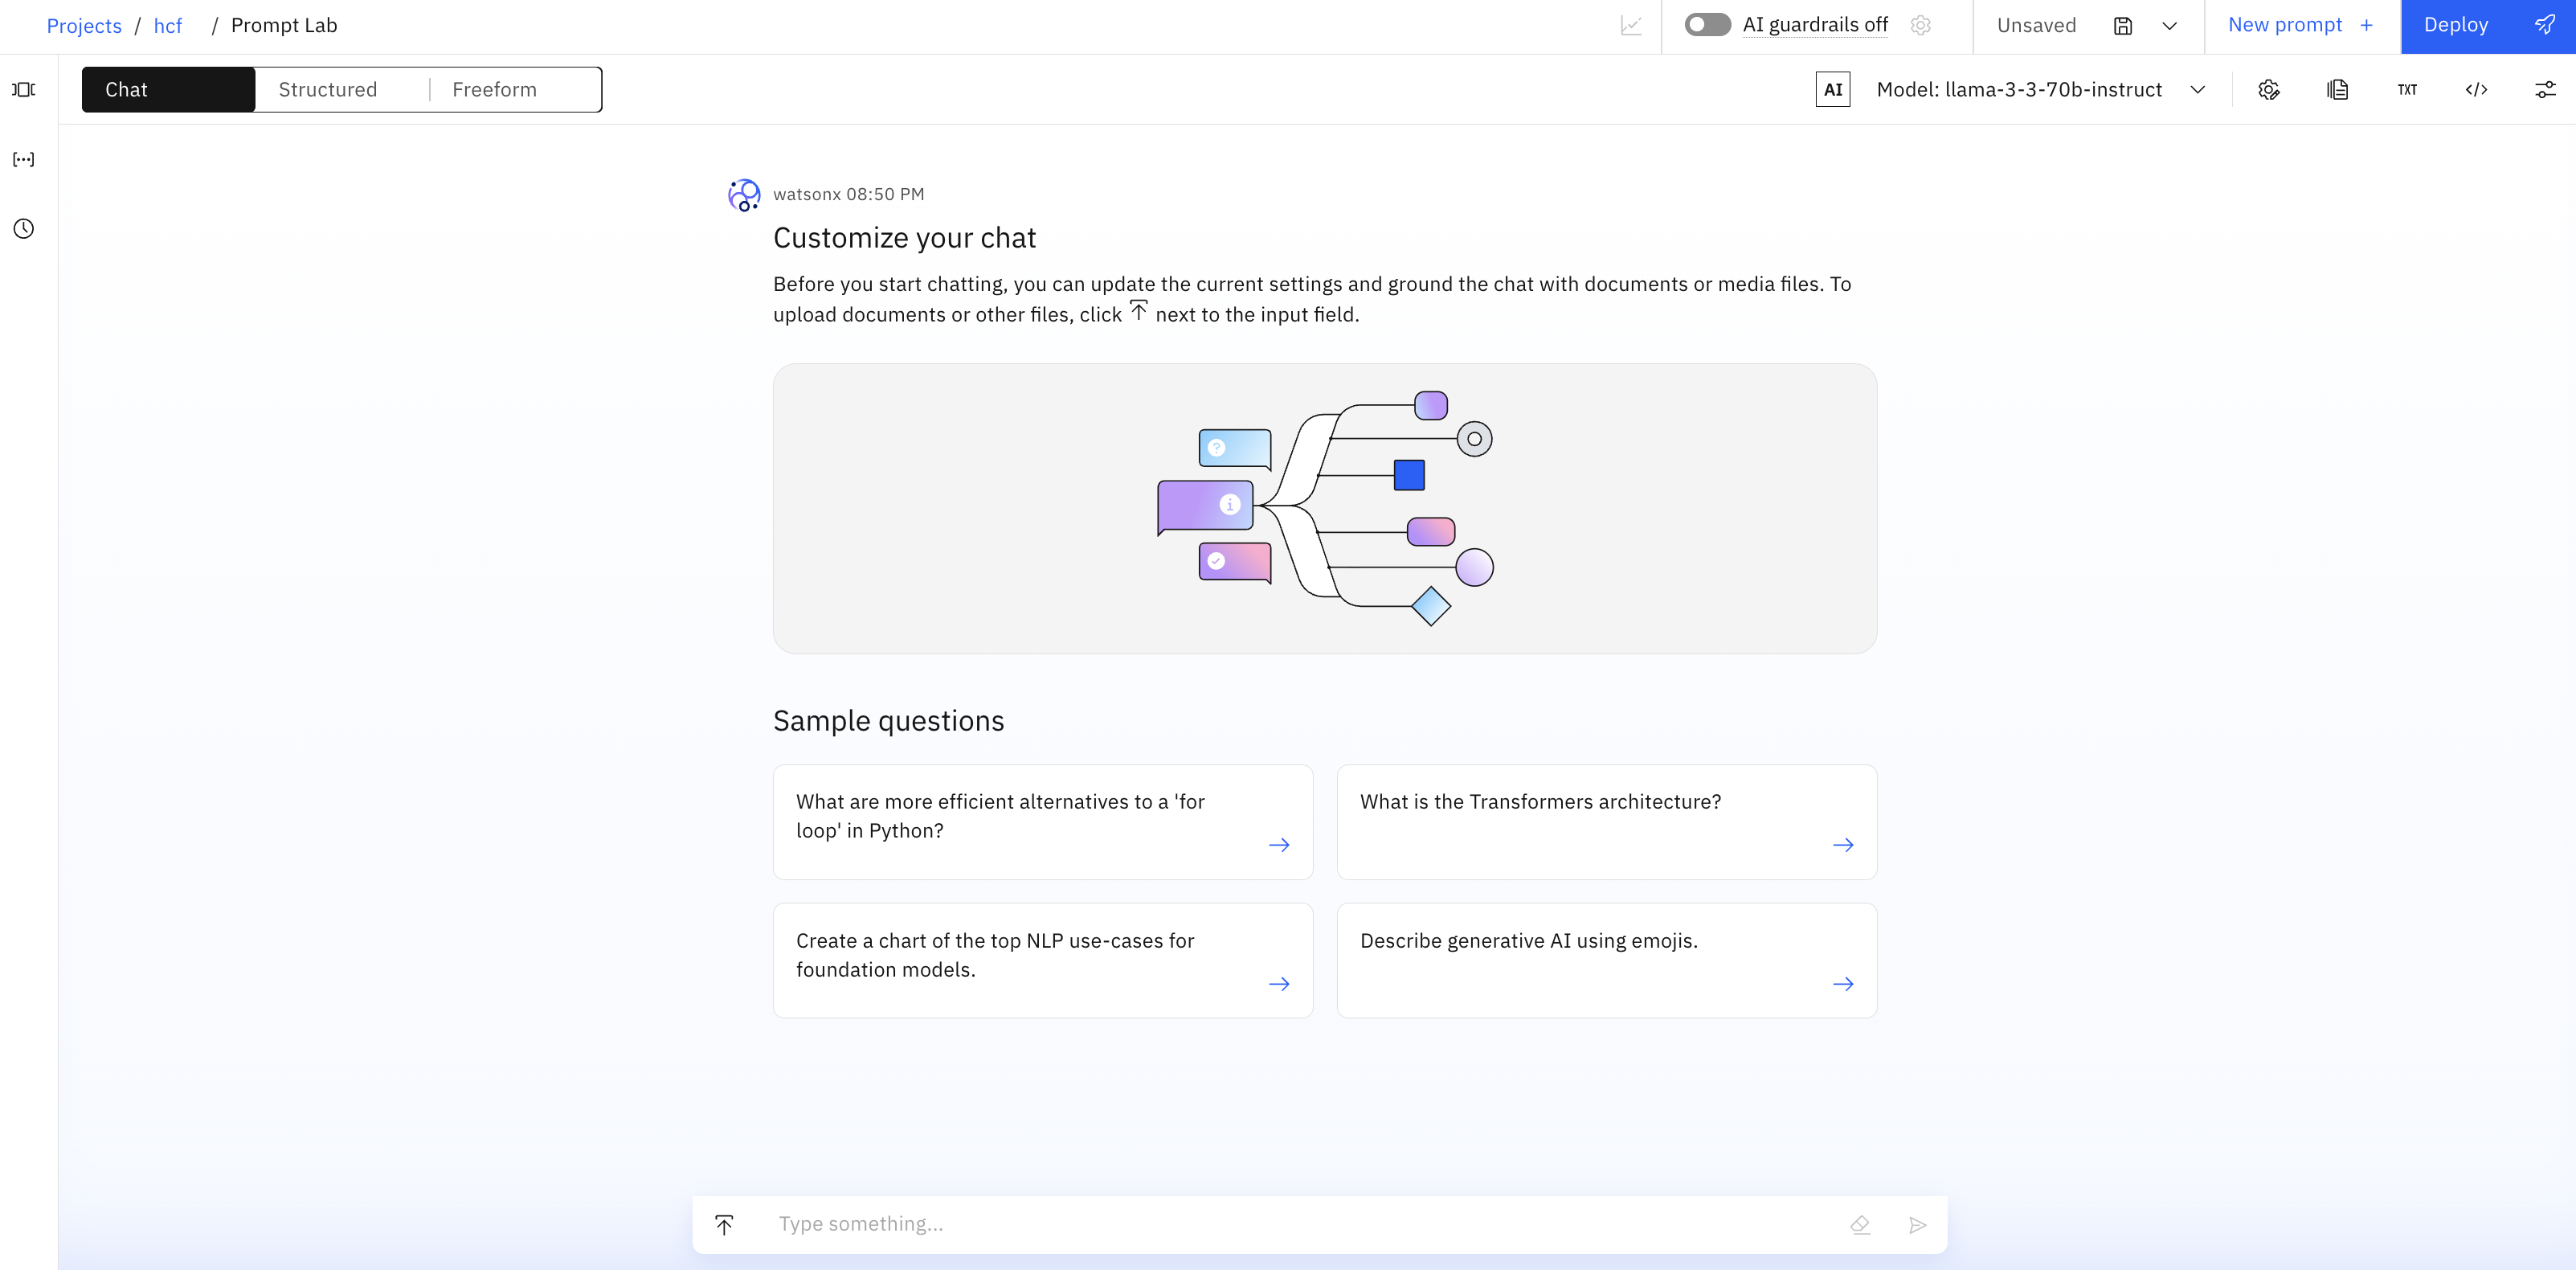 Projects / hcf / Prompt Lab
AI guardrails off
Unsaved
New prompt +
Deploy
Chat
Structured
Freeform
AI
Model: llama-3-3-70b-instruct
TXT
</>
watsonx 08:50 PM
Customize your chat
Before you start chatting, you can update the current settings and ground the chat with documents or media files. To
upload documents or other files, click next to the input field.
?
i
Sample questions
What are more efficient alternatives to a 'for
loop' in Python?
What is the Transformers architecture?
Create a chart of the top NLP use-cases for
foundation models.
Describe generative AI using emojis.
Type something...